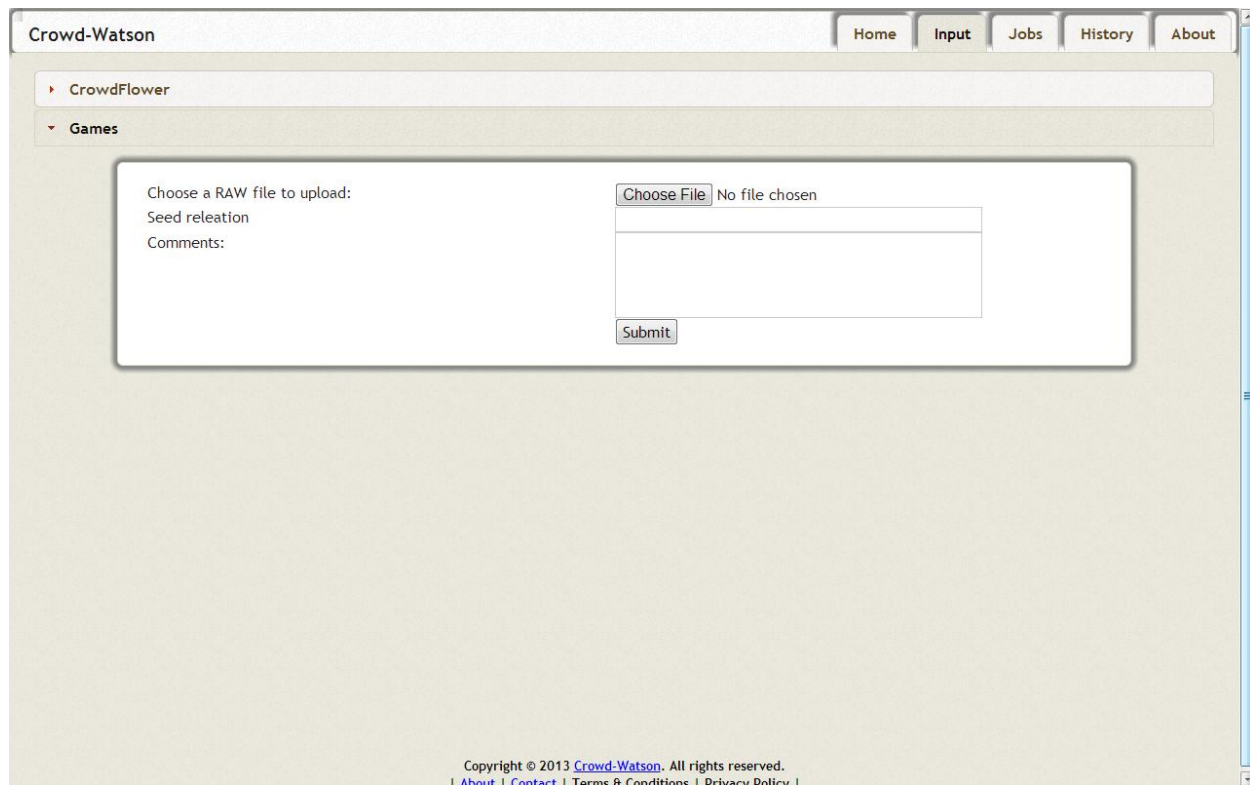 Crowd-Watson
Home Input Jobs History About
CrowdFlower
Games
Choose a RAW file to upload: Choose File No file chosen
Seed releation
Comments:
Submit
Copyright © 2013 Crowd-Watson. All rights reserved.
| About | Contact | Terms & Conditions | Privacy Policy |